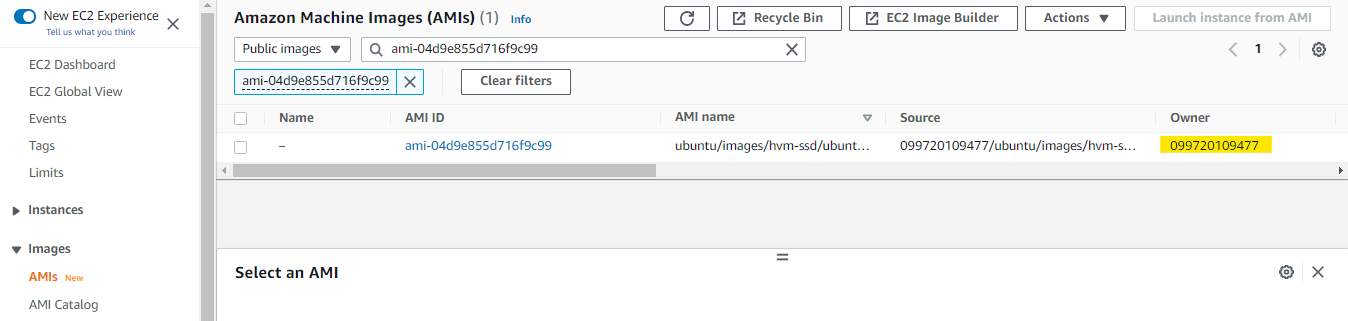 New EC2 Experience
Tell us what you think
EC2 Dashboard
EC2 Global View
Events
Tags
Limits
Instances
Images
AMIs New
AMI Catalog
Amazon Machine Images (AMIs) (1) Info
Recycle Bin
EC2 Image Builder
Actions
Launch instance from AMI
Public images
ami-04d9e855d716f9c99
1
ami-04d9e855d716f9c99
Clear filters
Name AMI ID AMI name Source Owner
– ami-04d9e855d716f9c99 ubuntu/images/hvm-ssd/ubunt... 099720109477/ubuntu/images/hvm-s... 099720109477
Select an AMI